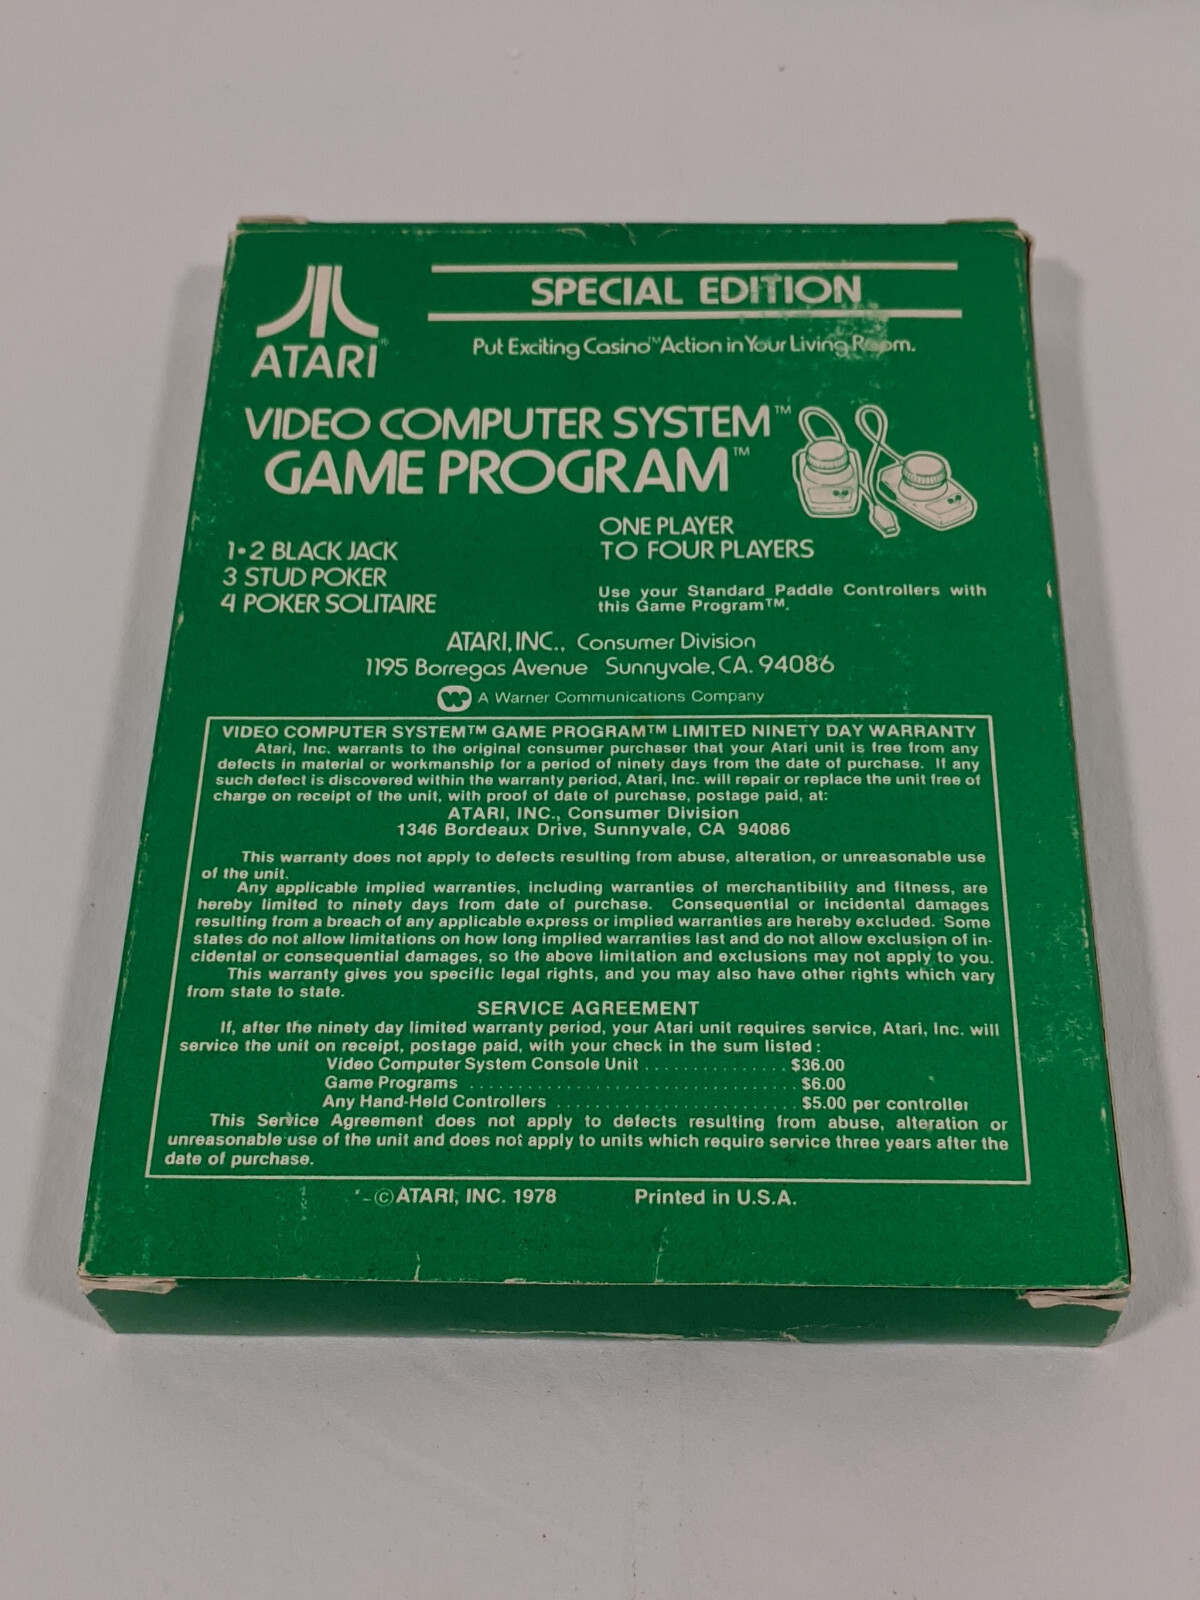 SPECIAL EDITION
ATARI®
Put Exciting Casino™ Action in Your Living Room.
VIDEO COMPUTER SYSTEM™
GAME PROGRAM™
1•2 BLACK JACK
3 STUD POKER
4 POKER SOLITAIRE
ONE PLAYER
TO FOUR PLAYERS
Use your Standard Paddle Controllers with
this Game Program™.
ATARI, INC., Consumer Division
1195 Borregas Avenue Sunnyvale, CA. 94086
A Warner Communications Company
VIDEO COMPUTER SYSTEM™ GAME PROGRAM™ LIMITED NINETY DAY WARRANTY
Atari, Inc. warrants to the original consumer purchaser that your Atari unit is free from any
defects in material or workmanship for a period of ninety days from the date of purchase. If any
such defect is discovered within the warranty period, Atari, Inc. will repair or replace the unit free of
charge on receipt of the unit, with proof of date of purchase, postage paid, at:
ATARI, INC., Consumer Division
1346 Bordeaux Drive, Sunnyvale, CA 94086
This warranty does not apply to defects resulting from abuse, alteration, or unreasonable use
of the unit.
Any applicable implied warranties, including warranties of merchantibility and fitness, are
hereby limited to ninety days from date of purchase. Consequential or incidental damages
resulting from a breach of any applicable express or implied warranties are hereby excluded. Some
states do not allow limitations on how long implied warranties last and do not allow exclusion of in-
cidental or consequential damages, so the above limitation and exclusions may not apply to you.
This warranty gives you specific legal rights, and you may also have other rights which vary
from state to state.
SERVICE AGREEMENT
If, after the ninety day limited warranty period, your Atari unit requires service, Atari, Inc. will
service the unit on receipt, postage paid, with your check in the sum listed:
Video Computer System Console Unit ............... $36.00
Game Programs ................................... $6.00
Any Hand-Held Controllers ......................... $5.00 per controller
This Service Agreement does not apply to defects resulting from abuse, alteration or
unreasonable use of the unit and does not apply to units which require service three years after the
date of purchase.
© ATARI, INC. 1978 Printed in U.S.A.